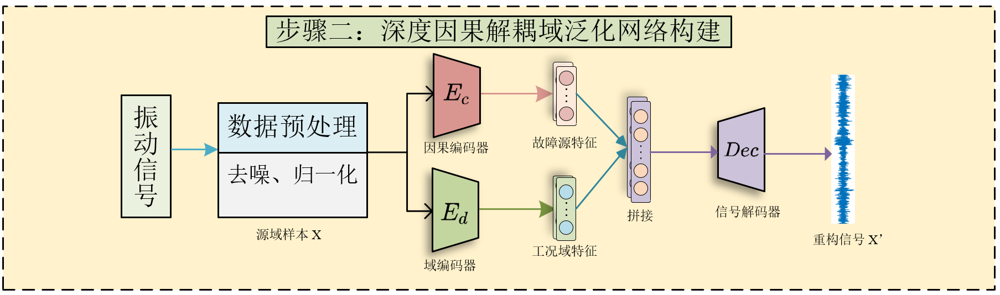 步骤二：深度因果解耦域泛化网络构建
振动信号
数据预处理
去噪、归一化
源域样本 X
E_c
因果编码器
E_d
域编码器
故障源特征
工况域特征
拼接
Dec
信号解码器
重构信号 X’